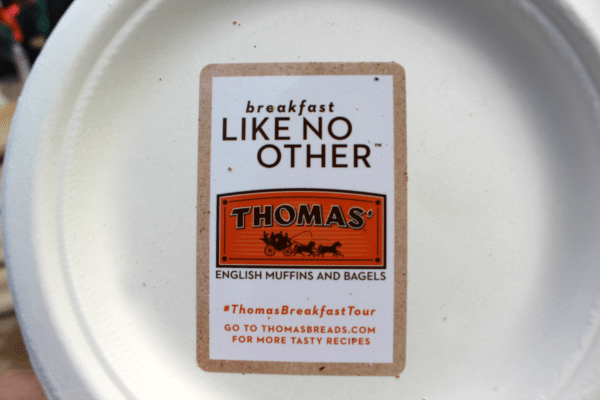 breakfast
LIKE NO
OTHER™
THOMAS'
ENGLISH MUFFINS AND BAGELS
#ThomasBreakfastTour
GO TO THOMASBREADS.COM
FOR MORE TASTY RECIPES